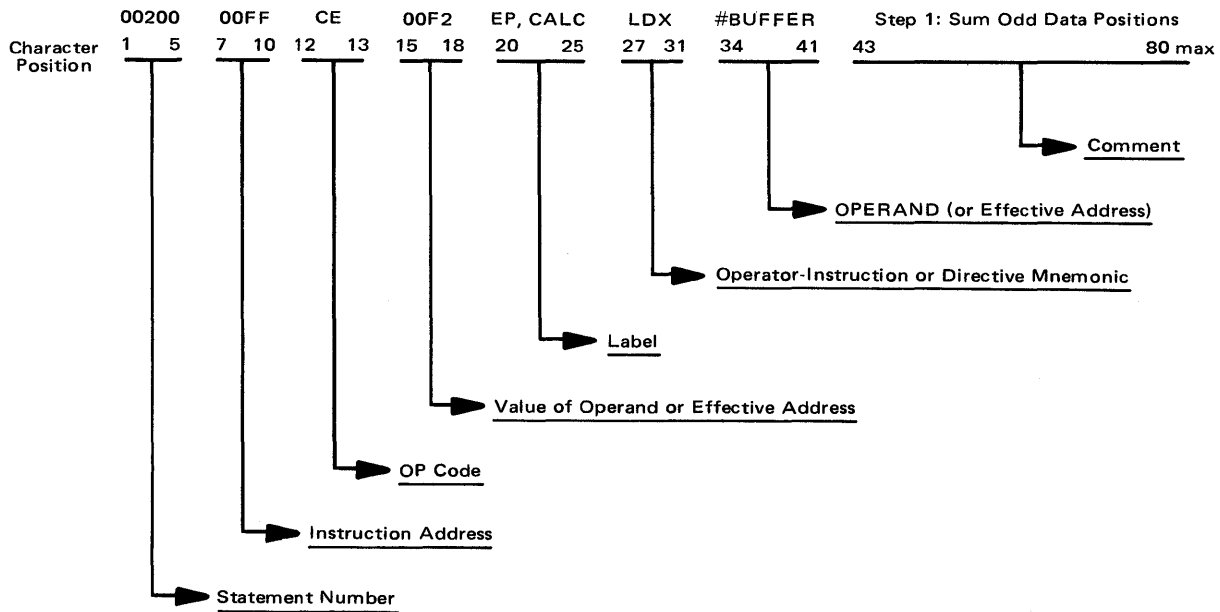 00200 00FF CE 00F2 EP, CALC LDX #BUFFER Step 1: Sum Odd Data Positions
Character Position 1 5 7 10 12 13 15 18 20 25 27 31 34 41 43 80 max
Comment
OPERAND (or Effective Address)
Operator-Instruction or Directive Mnemonic
Label
Value of Operand or Effective Address
OP Code
Instruction Address
Statement Number